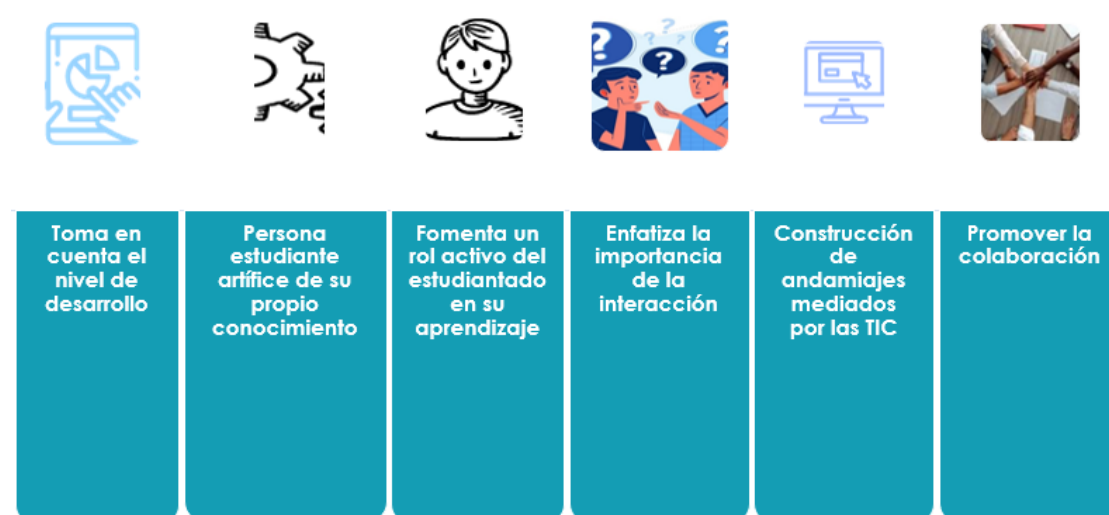 Toma en
cuenta el
nivel de
desarrollo
Persona
estudiante
artífice de su
propio
conocimiento
Fomenta un
rol activo del
estudiantado
en su
aprendizaje
Enfatiza la
importancia
de la
interacción
Construcción
de
andamiajes
mediados
por las TIC
Promover la
colaboración